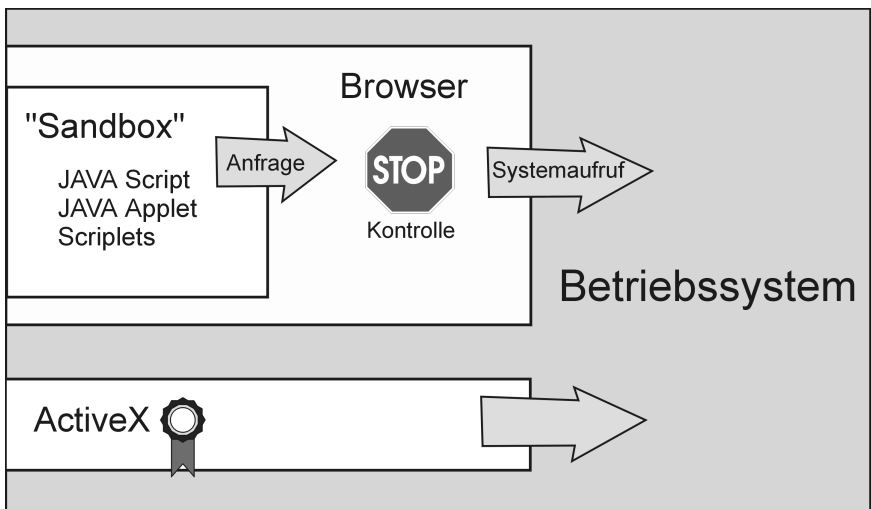 Browser
"Sandbox"
JAVA Script
JAVA Applet
Scriplets
Anfrage
STOP
Kontrolle
Systemaufruf
Betriebssystem
ActiveX